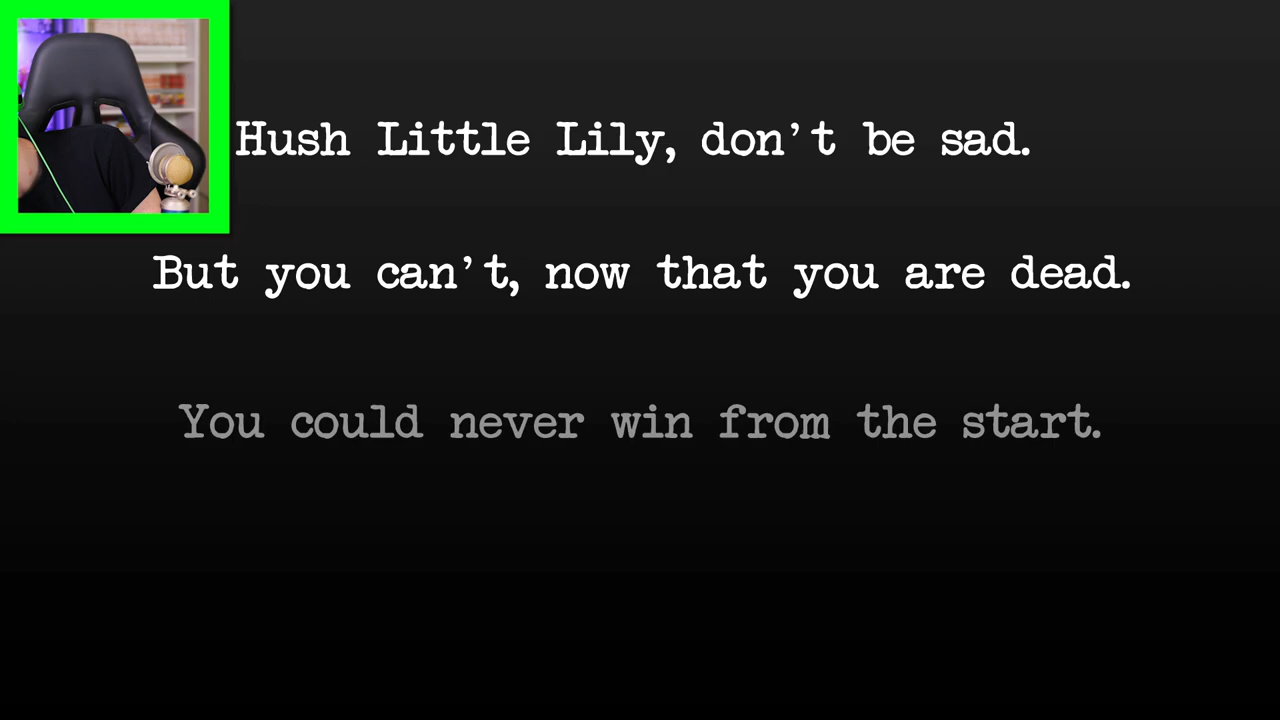 Hush Little Lily, don't be sad.
But you can't, now that you are dead.
You could never win from the start.